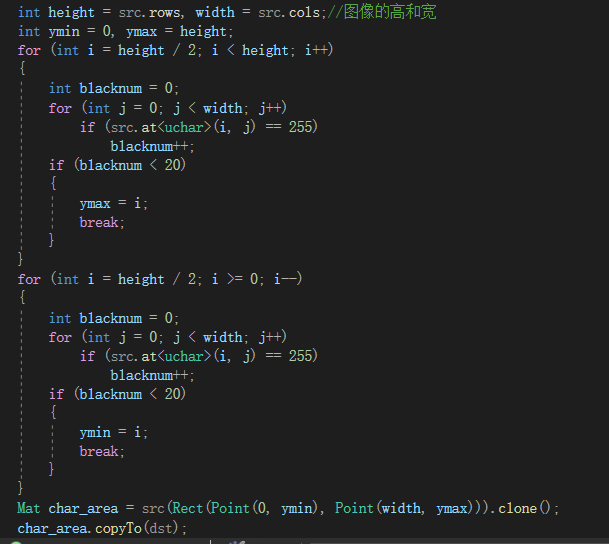 int height = src.rows, width = src.cols;//图像的高和宽
int ymin = 0, ymax = height;
for (int i = height / 2; i < height; i++)
{
    int blacknum = 0;
    for (int j = 0; j < width; j++)
        if (src.at<uchar>(i, j) == 255)
            blacknum++;
    if (blacknum < 20)
    {
        ymax = i;
        break;
    }
}
for (int i = height / 2; i >= 0; i--)
{
    int blacknum = 0;
    for (int j = 0; j < width; j++)
        if (src.at<uchar>(i, j) == 255)
            blacknum++;
    if (blacknum < 20)
    {
        ymin = i;
        break;
    }
}
Mat char_area = src(Rect(Point(0, ymin), Point(width, ymax))).clone();
char_area.copyTo(dst);